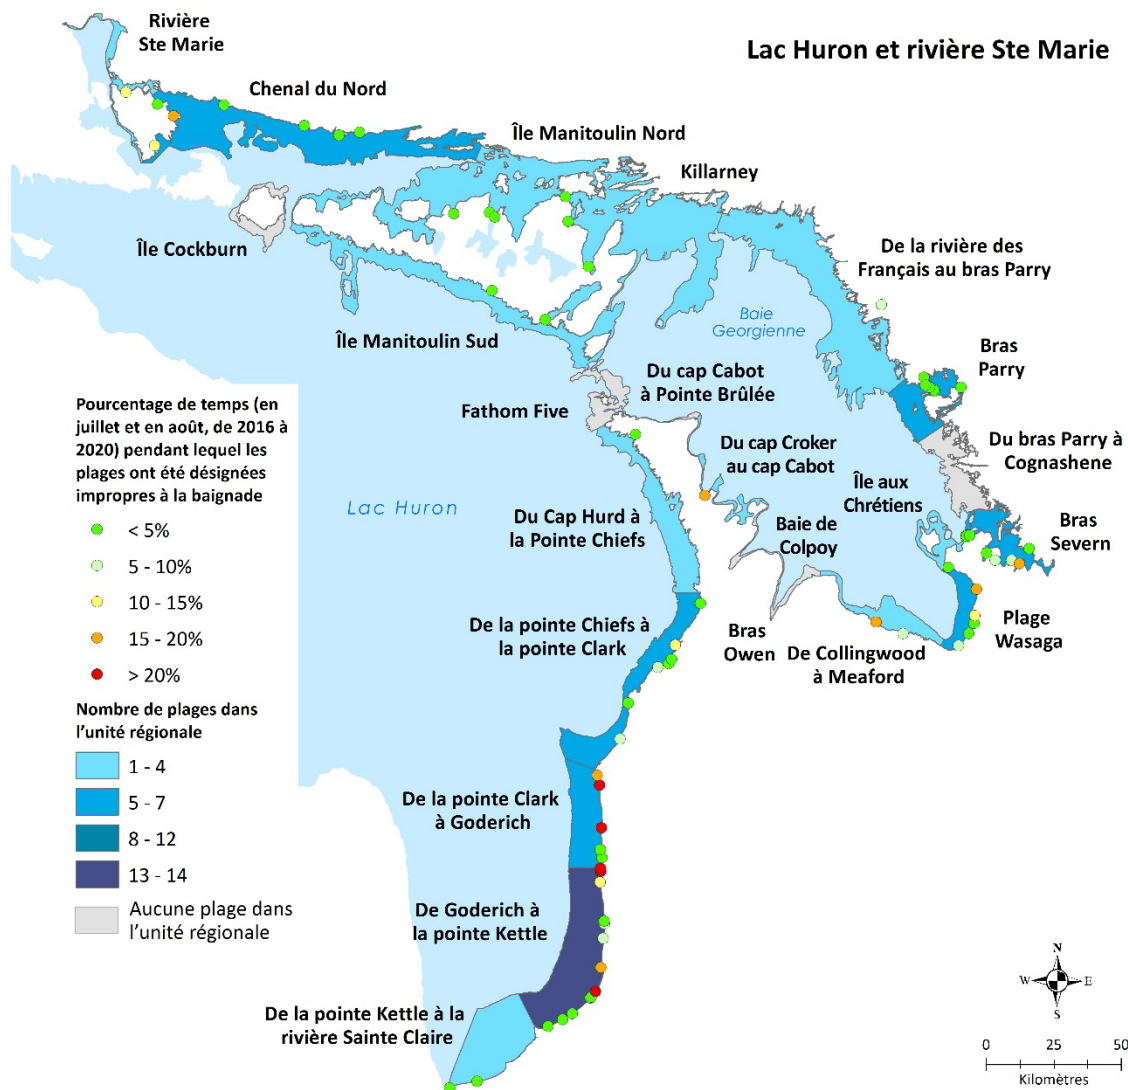 Lac Huron et rivière Ste Marie
Rivière
Ste Marie
Chenal du Nord
Île Manitoulin Nord
Killarney
Île Cockburn
De la rivière des
Français au bras Parry
Baie
Georgienne
Île Manitoulin Sud
Bras
Parry
Du cap Cabot
à Pointe Brûlée
Fathom Five
Du cap Croker
au cap Cabot
Du bras Parry à
Cognashene
Île aux
Chrétiens
Lac Huron
Du Cap Hurd à
la Pointe Chiefs
Baie de
Colpoy
Bras
Severn
De la pointe Chiefs à
la pointe Clark
Bras
Owen
De Collingwood
à Meaford
Plage
Wasaga
De la pointe Clark
à Goderich
De Goderich à
la pointe Kettle
De la pointe Kettle à la
rivière Sainte Claire
Pourcentage de temps (en
juillet et en août, de 2016 à
2020) pendant lequel les
plages ont été désignées
impropres à la baignade
< 5%
5 - 10%
10 - 15%
15 - 20%
> 20%
Nombre de plages dans
l'unité régionale
1 - 4
5 - 7
8 - 12
13 - 14
Aucune plage dans
l'unité régionale
N
W E
S
0 25 50
Kilomètres